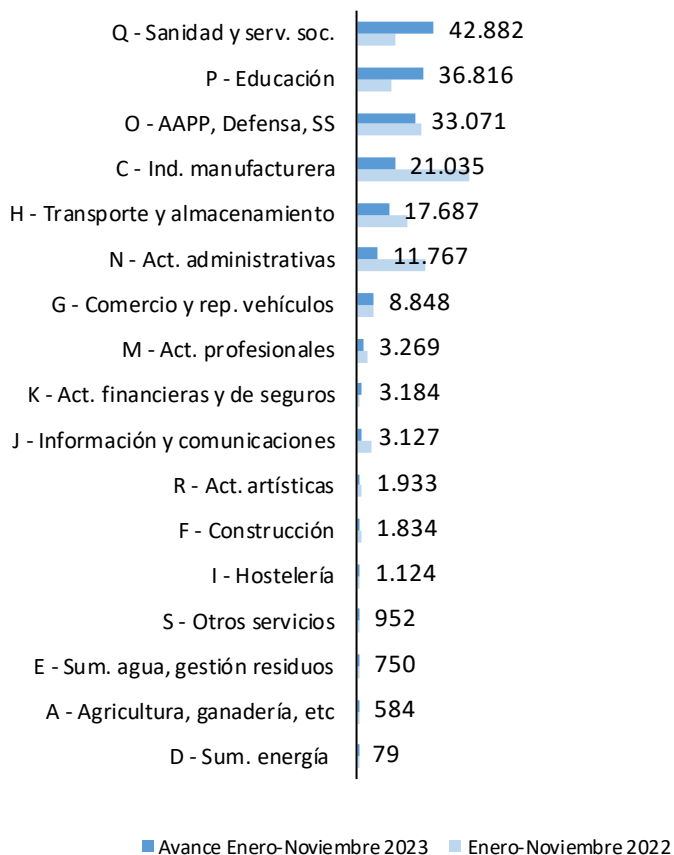 Q - Sanidad y serv. soc. 42.882
P - Educación 36.816
O - AAPP, Defensa, SS 33.071
C - Ind. manufacturera 21.035
H - Transporte y almacenamiento 17.687
N - Act. administrativas 11.767
G - Comercio y rep. vehículos 8.848
M - Act. profesionales 3.269
K - Act. financieras y de seguros 3.184
J - Información y comunicaciones 3.127
R - Act. artísticas 1.933
F - Construcción 1.834
I - Hostelería 1.124
S - Otros servicios 952
E - Sum. agua, gestión residuos 750
A - Agricultura, ganadería, etc 584
D - Sum. energía 79
Avance Enero-Noviembre 2023 Enero-Noviembre 2022